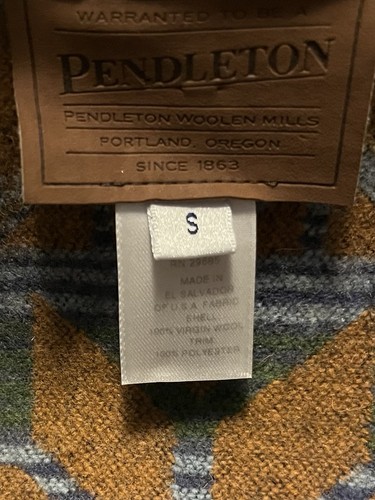 WARRANTED TO BE A
PENDLETON
PENDLETON WOOLEN MILLS
PORTLAND, OREGON
SINCE 1863
S
MADE IN
EL SALVADOR
OF U.S.A. FABRIC
SHELL:
100% VIRGIN WOOL
TRIM:
100% POLYESTER